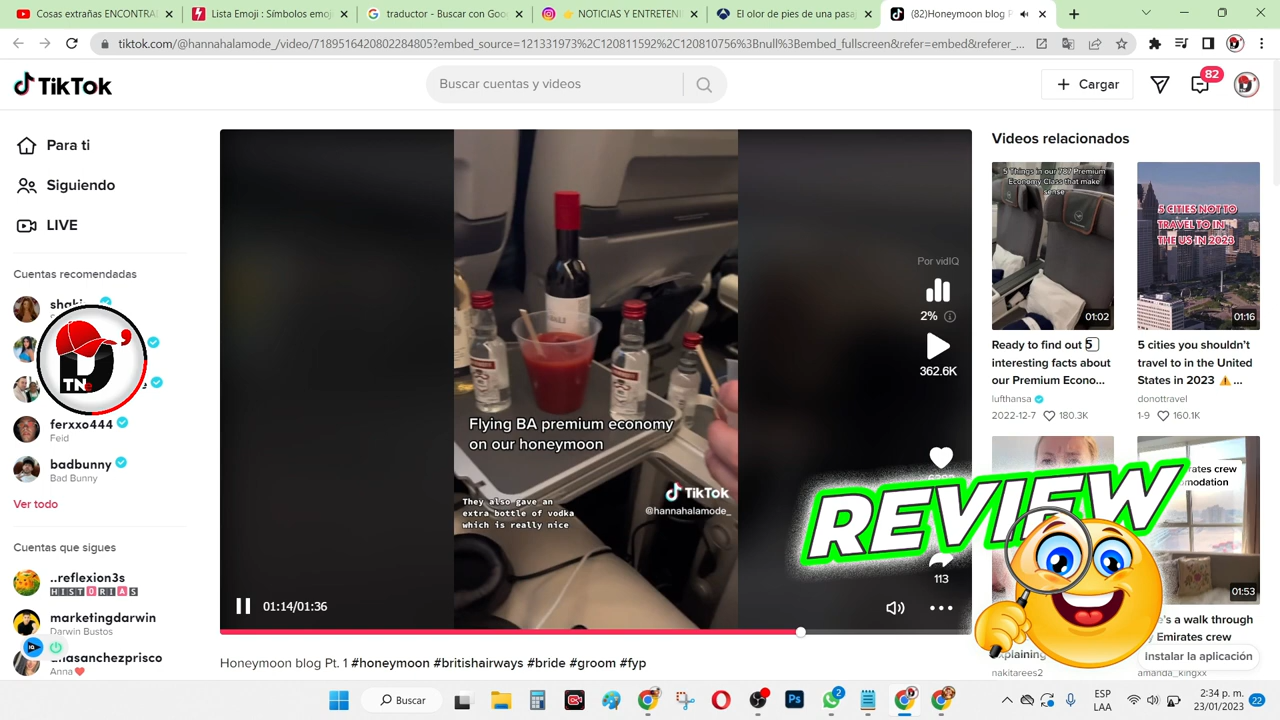 Cosas extrañas ENCONTRAD
Lista Emoji : Símbolos emoj
traductor - Buscar con Goo
NOTICIAS Y ENTRETENI
El olor de pies de una pasaj
(82)Honeymoon blog P
tiktok.com/@hannahalamode_/video/7189516420802284805?embed_source=121331973%2C120811592%2C120810756%3Bnull%3Bembed_fullscreen&refer=embed&referer_...
TikTok
Buscar cuentas y videos
Cargar
82
Para ti
Siguiendo
LIVE
Cuentas recomendadas
TN
ferxxo444
Feid
badbunny
Bad Bunny
Ver todo
Cuentas que sigues
..reflexion3s
HISTORIAS
marketingdarwin
Darwin Bustos
anasanchezprisco
Anna
Flying BA premium economy
on our honeymoon
They also gave an
extra bottle of vodka
which is really nice
TikTok
@hannahalamode_
Por vidIQ
2%
362.6K
113
01:14/01:36
REVIEW
Honeymoon blog Pt. 1 #honeymoon #britishairways #bride #groom #fyp
Videos relacionados
5 Things in our 787 Premium
Economy Class that make
sense
01:02
Ready to find out 5
interesting facts about
our Premium Econo...
lufthansa
2022-12-7 180.3K
5 CITIES NOT TO
TRAVEL TO IN
THE US IN 2023
01:16
5 cities you shouldn't
travel to in the United
States in 2023 ...
donottravel
1-9 160.1K
explaining
nakitarees2
crew
01:53
a walk through
Emirates crew
amanda_kingxx
Instalar la aplicación
Buscar
2
ESP
LAA
2:34 p. m.
23/01/2023
22